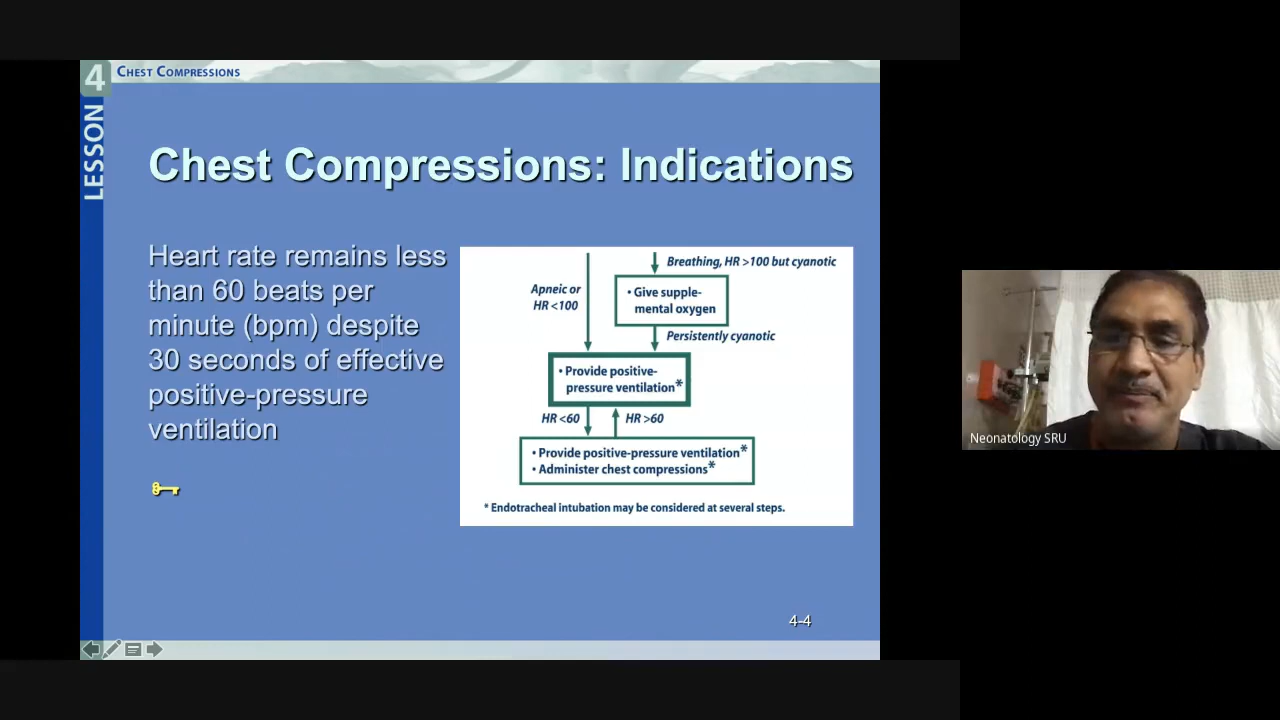 4 CHEST COMPRESSIONS
LESSON
Chest Compressions: Indications
Heart rate remains less
than 60 beats per
minute (bpm) despite
30 seconds of effective
positive-pressure
ventilation
Breathing, HR >100 but cyanotic
Apneic or
HR <100
• Give supple-
mental oxygen
Persistently cyanotic
• Provide positive-
pressure ventilation*
HR <60
HR >60
• Provide positive-pressure ventilation*
• Administer chest compressions*
* Endotracheal intubation may be considered at several steps.
4-4
Neonatology SRU